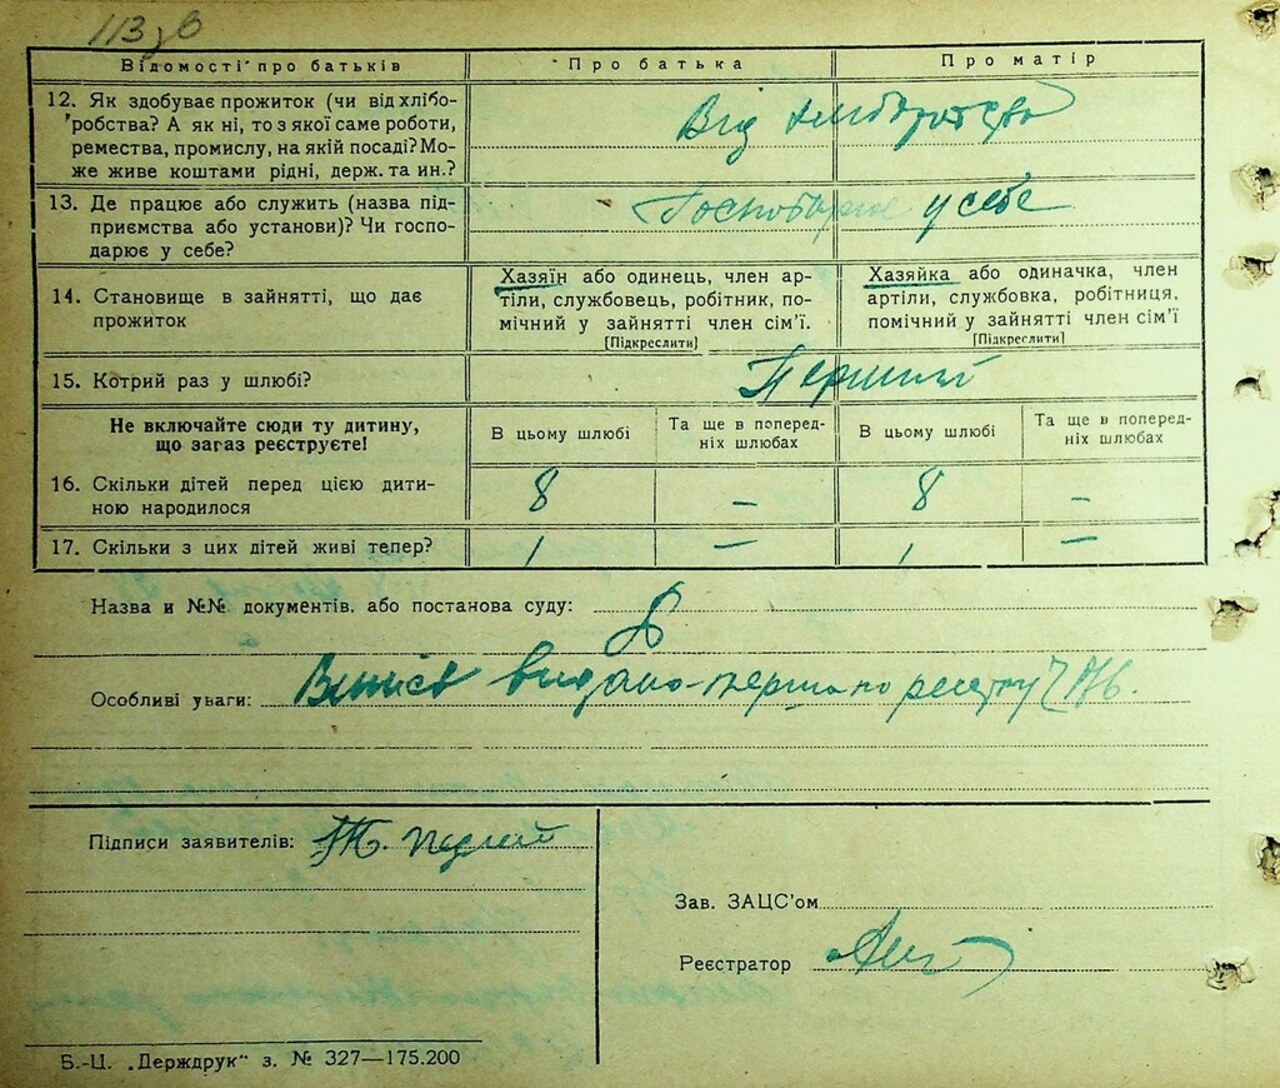 113 зв
Відомості про батьків Про батька Про матір
12. Як здобуває прожиток (чи від хлібо-
робства? А як ні, то з якої саме роботи,
ремества, промислу, на якій посаді? Мо-
же живе коштами рідні, держ. та ин.?
Від хліборобства
13. Де працює або служить (назва під-
приємства або установи)? Чи госпо-
дарює у себе?
у себе
14. Становище в зайнятті, що дає
прожиток
Хазяїн або одинець, член ар-
тіли, службовець, робітник, по-
мічний у зайнятті член сім'ї.
[Підкреслити]
Хазяйка або одиначка, член
артіли, службовка, робітниця,
помічний у зайнятті член сім'ї
[Підкреслити]
15. Котрий раз у шлюбі? Перший
Не включайте сюди ту дитину,
що загаз реєструєте!
В цьому шлюбі
Та ще в поперед-
ніх шлюбах
В цьому шлюбі
Та ще в поперед-
ніх шлюбах
16. Скільки дітей перед цією дити-
ною народилося
8 — 8 —
17. Скільки з цих дітей живі тепер? 1 — 1 —
Назва и №№ документів. або постанова суду:
Особливі уваги: видано
Підписи заявителів:
Зав. ЗАЦС'ом
Реєстратор
Б.-Ц. „Держдрук“ з. № 327—175.200